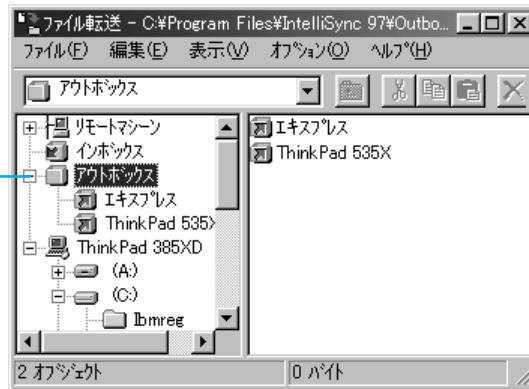 ファイル転送 - C:¥Program Files¥IntelliSync 97¥Outbo...
ファイル(F) 編集(E) 表示(V) オプション(O) ヘルプ(H)
アウトボックス
リモートマシーン
インボックス
アウトボックス
エキスプレス
ThinkPad 535X
ThinkPad 385XD
(A:)
(C:)
Ibmreg
エキスプレス
ThinkPad 535X
2 オブジェクト
0 バイト